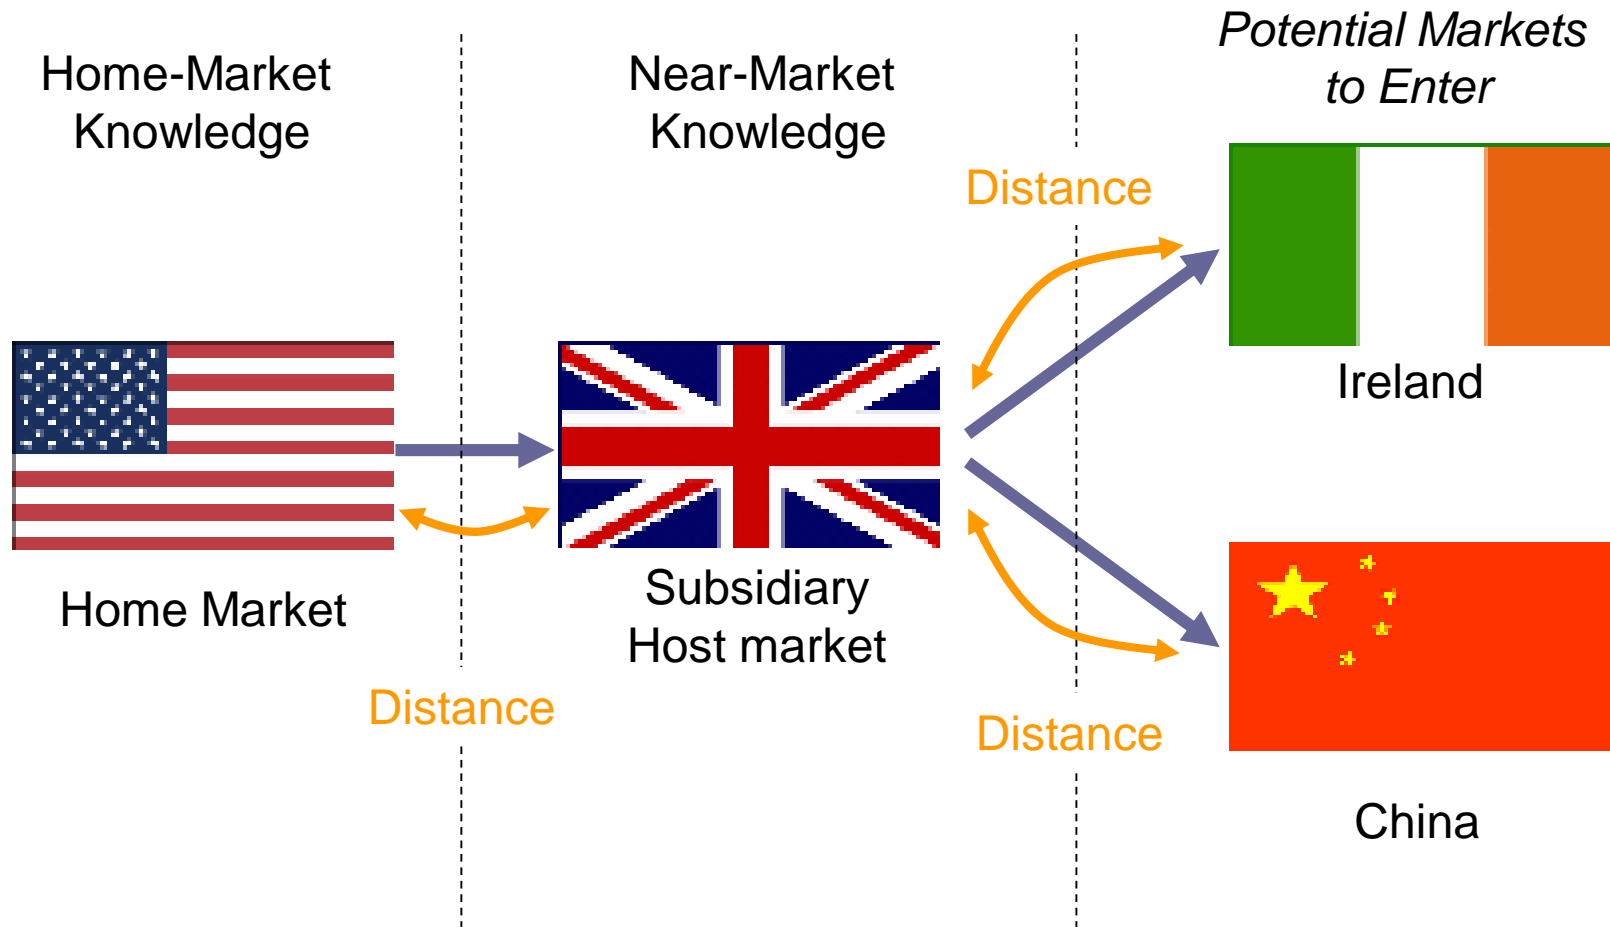 Home-Market
Knowledge
Near-Market
Knowledge
Potential Markets
to Enter
Distance
Ireland
Home Market
Subsidiary
Host market
Distance
Distance
China